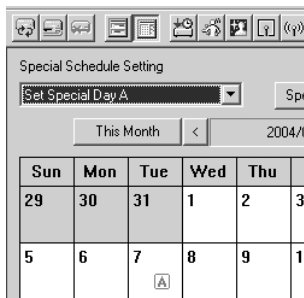 Special Schedule Setting
Set Special Day A
This Month <
Sun Mon Tue Wed Thu
29 30 31 1 2
5 6 7 8 9
A